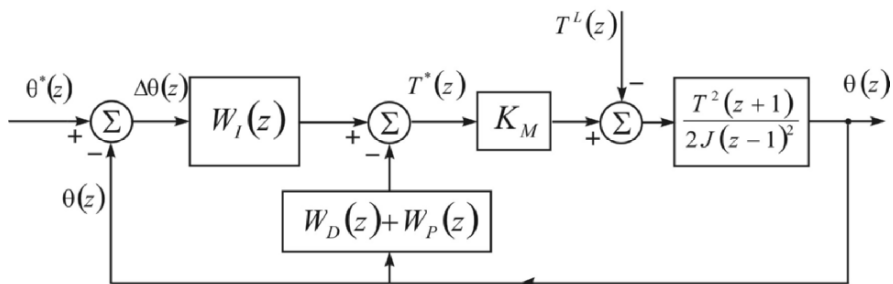 T^L(z)
θ*(z)
Δθ(z)
T*(z)
θ(z)
+
Σ
W_I(z)
+
Σ
K_M
−
+
Σ
T²(z+1)
2J(z−1)²
−
−
θ(z)
W_D(z)+W_P(z)